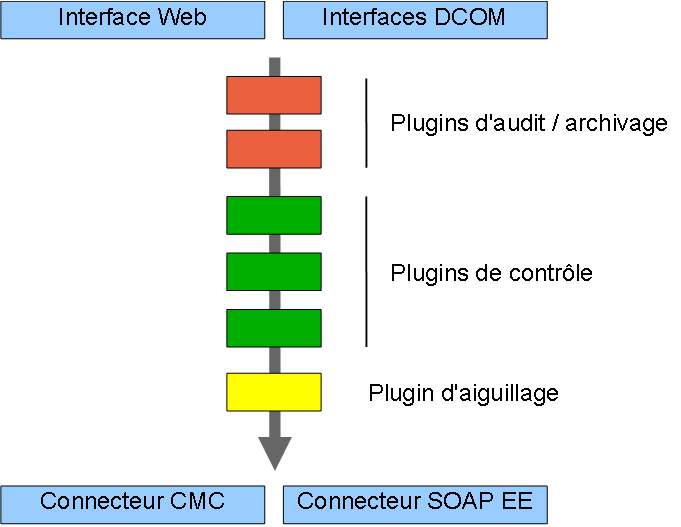 Interface Web
Interfaces DCOM
Plugins d'audit / archivage
Plugins de contrôle
Plugin d'aiguillage
Connecteur CMC
Connecteur SOAP EE